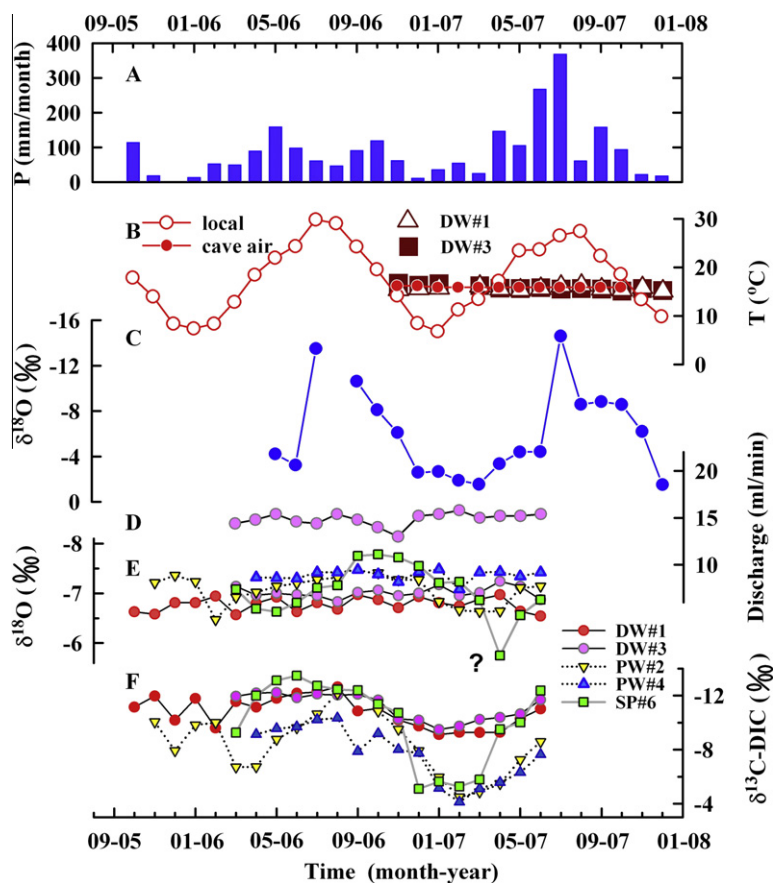 09-05 01-06 05-06 09-06 01-07 05-07 09-07 01-08
400
300
200
100
0
P (mm/month)
A
B
local
cave air
DW#1
DW#3
30
20
10
0
T (°C)
C
-16
-12
-8
-4
0
δ18O (‰)
D
20
15
10
Discharge (ml/min)
E
-8
-7
-6
δ18O (‰)
?
DW#1
DW#3
PW#2
PW#4
SP#6
F
-12
-8
-4
δ13C-DIC (‰)
09-05 01-06 05-06 09-06 01-07 05-07 09-07 01-08
Time (month-year)